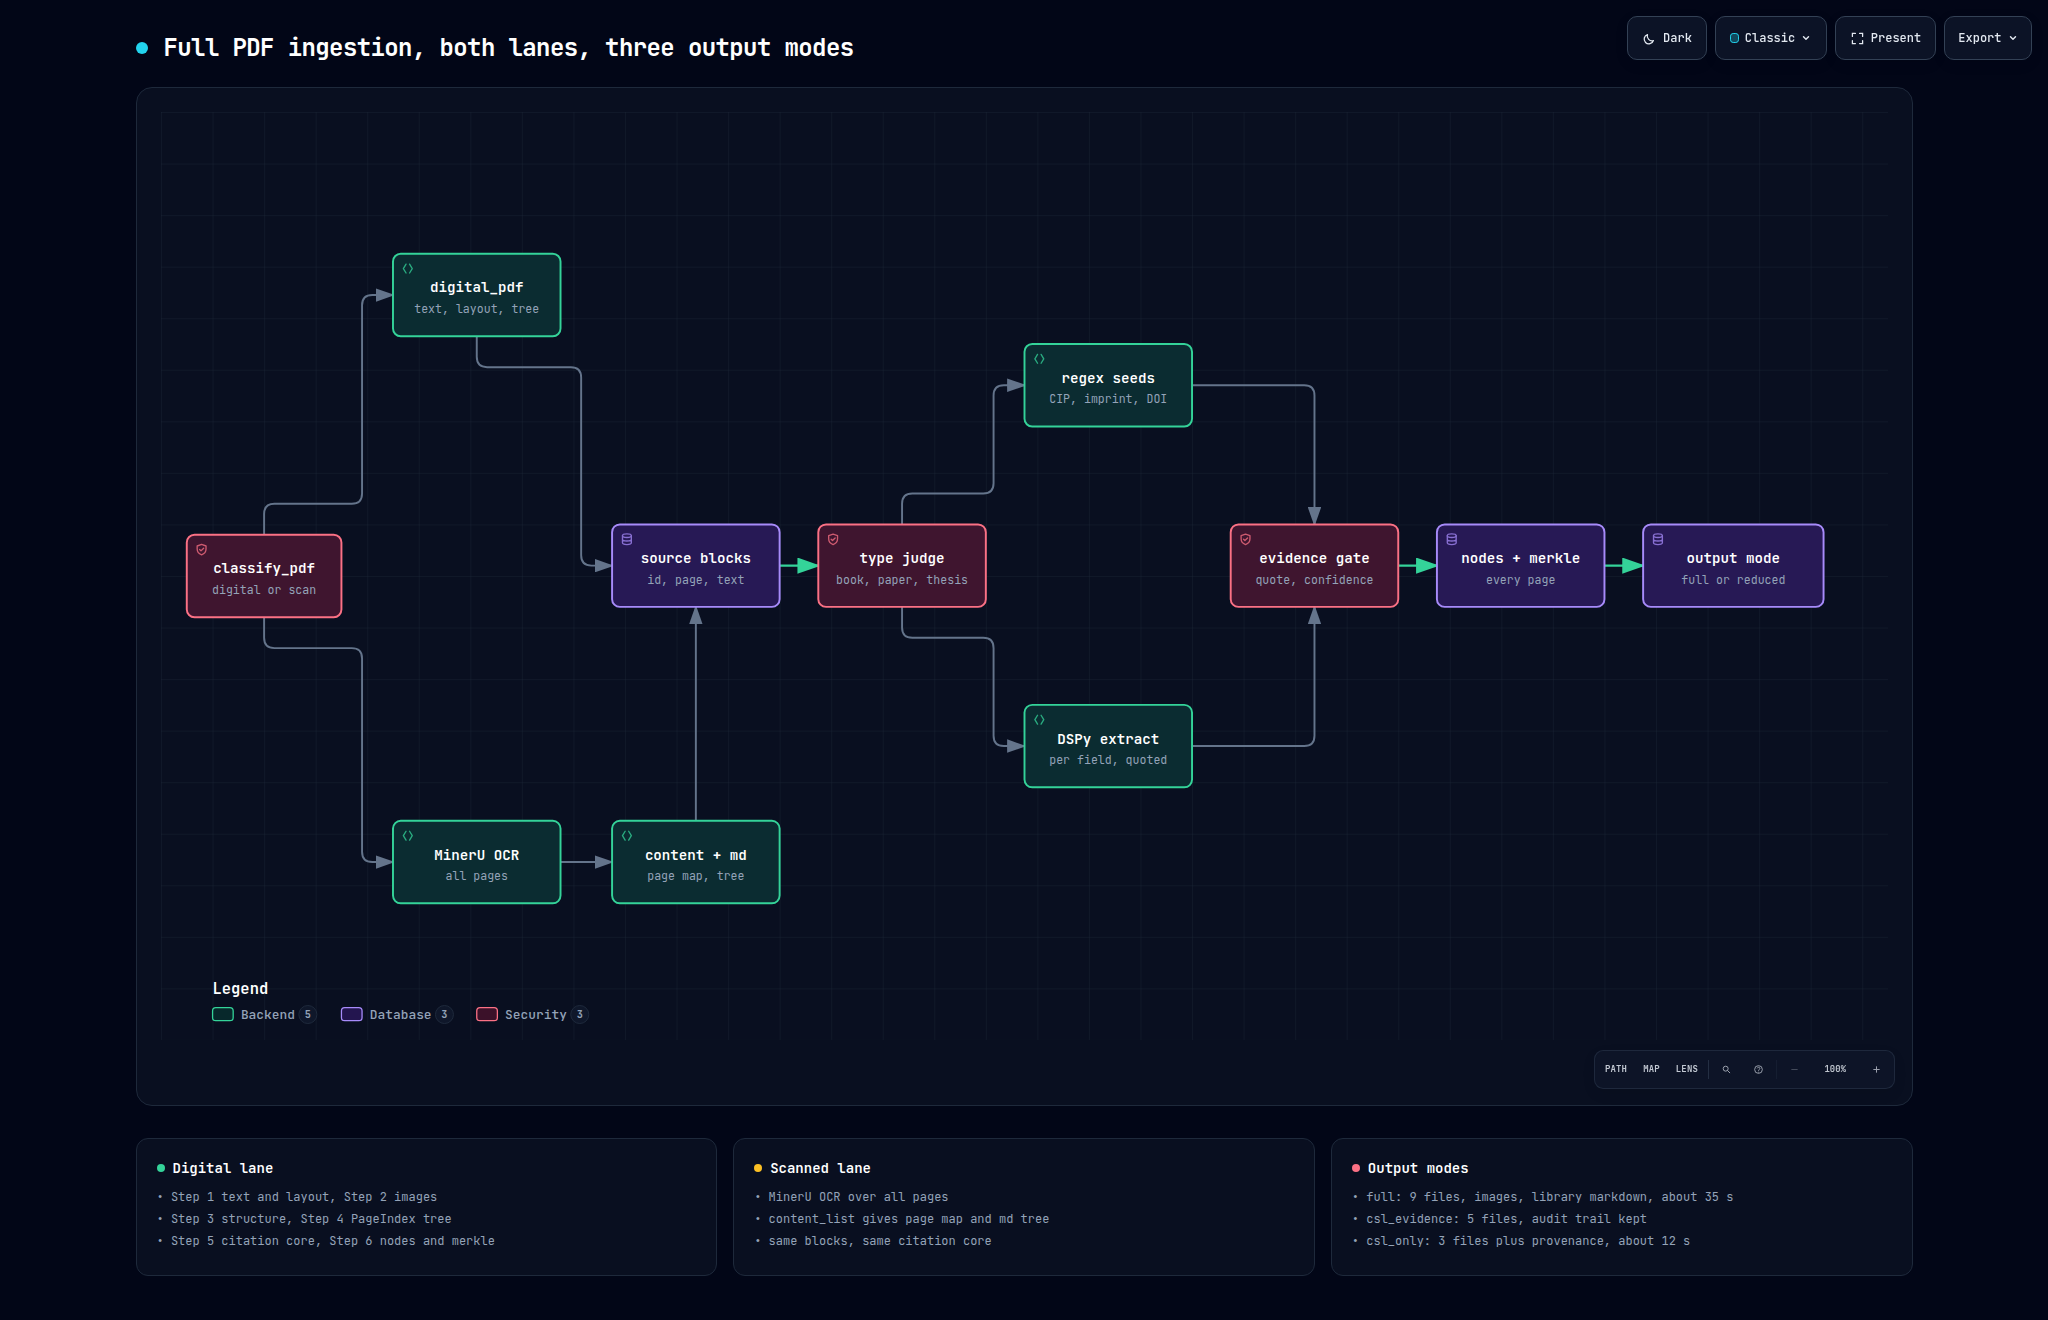 Full PDF ingestion, both lanes, three output modes
Dark
Classic
Present
Export
digital_pdf
text, layout, tree
regex seeds
CIP, imprint, DOI
classify_pdf
digital or scan
source blocks
id, page, text
type judge
book, paper, thesis
evidence gate
quote, confidence
nodes + merkle
every page
output mode
full or reduced
DSPy extract
per field, quoted
MinerU OCR
all pages
content + md
page map, tree
Legend
Backend 5
Database 3
Security 3
PATH MAP LENS − 100% +
Digital lane
• Step 1 text and layout, Step 2 images
• Step 3 structure, Step 4 PageIndex tree
• Step 5 citation core, Step 6 nodes and merkle
Scanned lane
• MinerU OCR over all pages
• content_list gives page map and md tree
• same blocks, same citation core
Output modes
• full: 9 files, images, library markdown, about 35 s
• csl_evidence: 5 files, audit trail kept
• csl_only: 3 files plus provenance, about 12 s